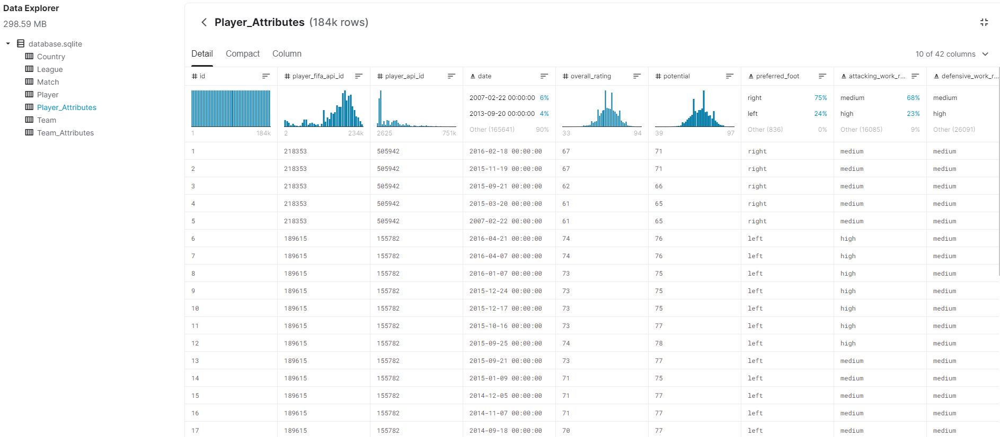 Data Explorer
298.59 MB
database.sqlite
Country
League
Match
Player
Player_Attributes
Team
Team_Attributes
Player_Attributes (184k rows)
Detail Compact Column 10 of 42 columns
# id # player_fifa_api_id # player_api_id A date # overall_rating # potential A preferred_foot A attacking_work_r... A defensive_work_r...
2007-02-22 00:00:00 6% right 75% medium 68% medium
2013-09-20 00:00:00 4% left 24% high 23% high
Other (165641) 90% Other (836) 0% Other (16085) 9% Other (26091)
1 184k 2 234k 2625 751k 33 94 39 97
1 218353 505942 2016-02-18 00:00:00 67 71 right medium medium
2 218353 505942 2015-11-19 00:00:00 67 71 right medium medium
3 218353 505942 2015-09-21 00:00:00 62 66 right medium medium
4 218353 505942 2015-03-20 00:00:00 61 65 right medium medium
5 218353 505942 2007-02-22 00:00:00 61 65 right medium medium
6 189615 155782 2016-04-21 00:00:00 74 76 left high medium
7 189615 155782 2016-04-07 00:00:00 74 76 left high medium
8 189615 155782 2016-01-07 00:00:00 73 75 left high medium
9 189615 155782 2015-12-24 00:00:00 73 75 left high medium
10 189615 155782 2015-12-17 00:00:00 73 75 left high medium
11 189615 155782 2015-10-16 00:00:00 73 77 left high medium
12 189615 155782 2015-09-25 00:00:00 74 78 left high medium
13 189615 155782 2015-09-21 00:00:00 73 77 left medium medium
14 189615 155782 2015-01-09 00:00:00 71 75 left medium medium
15 189615 155782 2014-12-05 00:00:00 71 77 left medium medium
16 189615 155782 2014-11-07 00:00:00 71 77 left medium medium
17 189615 155782 2014-09-18 00:00:00 70 77 left medium medium